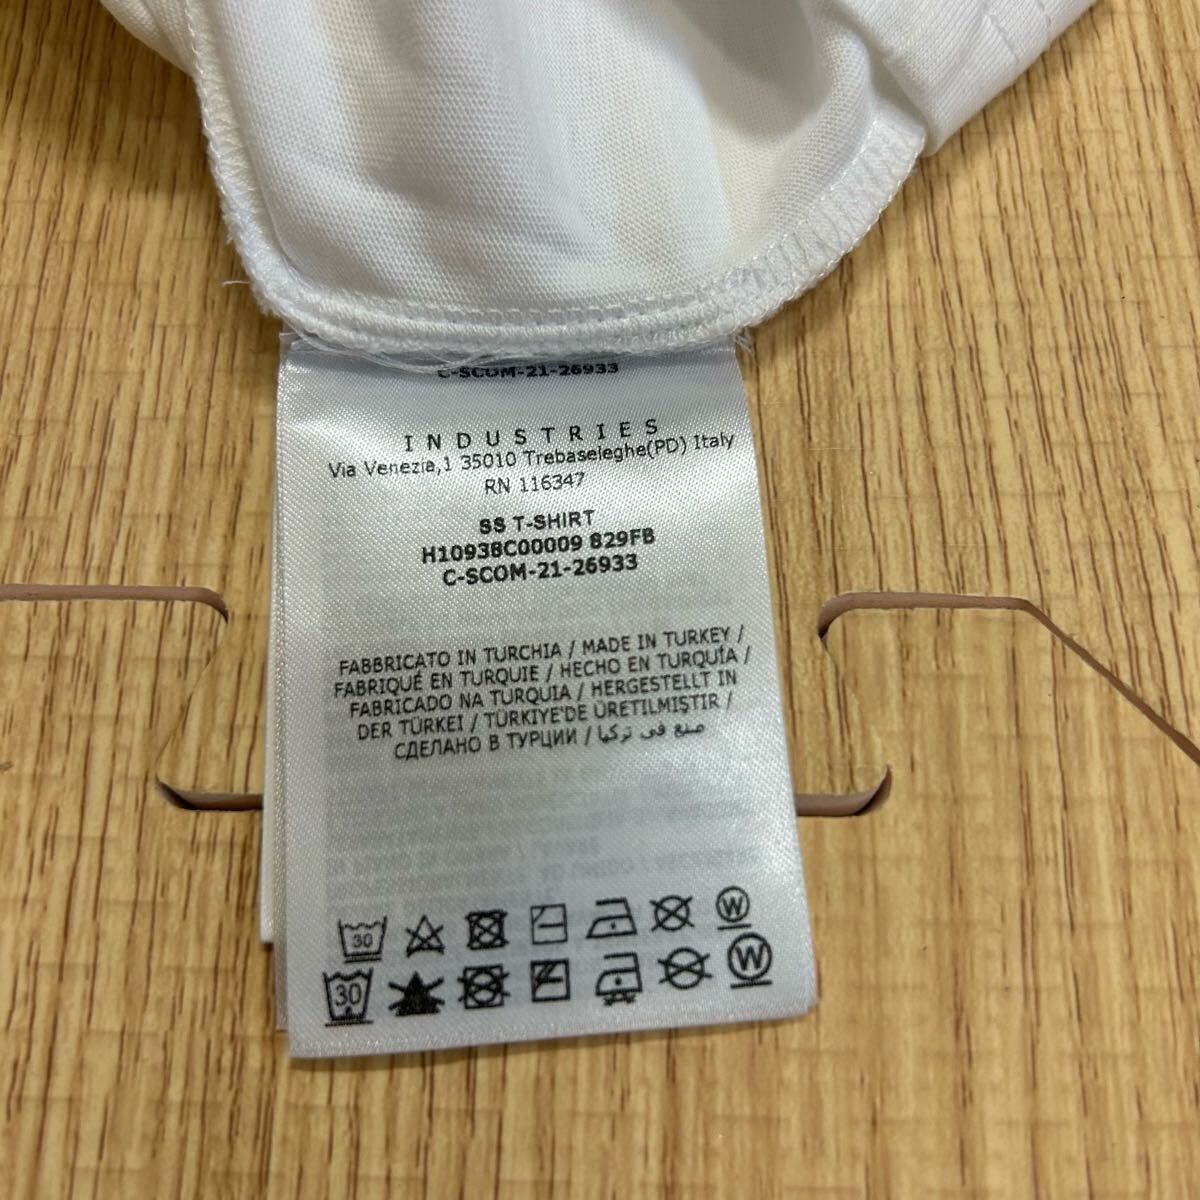 C-SCOM-21-26933
INDUSTRIES
Via Venezia,1 35010 Trebaseleghe(PD) Italy
RN 116347
SS T-SHIRT
H10938C00009 829FB
C-SCOM-21-26933
FABBRICATO IN TURCHIA / MADE IN TURKEY /
FABRIQUÉ EN TURQUIE / HECHO EN TURQUÍA /
FABRICADO NA TURQUIA / HERGESTELLT IN
DER TÜRKEI / TÜRKIYE'DE ÜRETILMIŞTIR /
СДЕЛАНО В ТУРЦИИ / صنع في تركيا
30 W
30 W